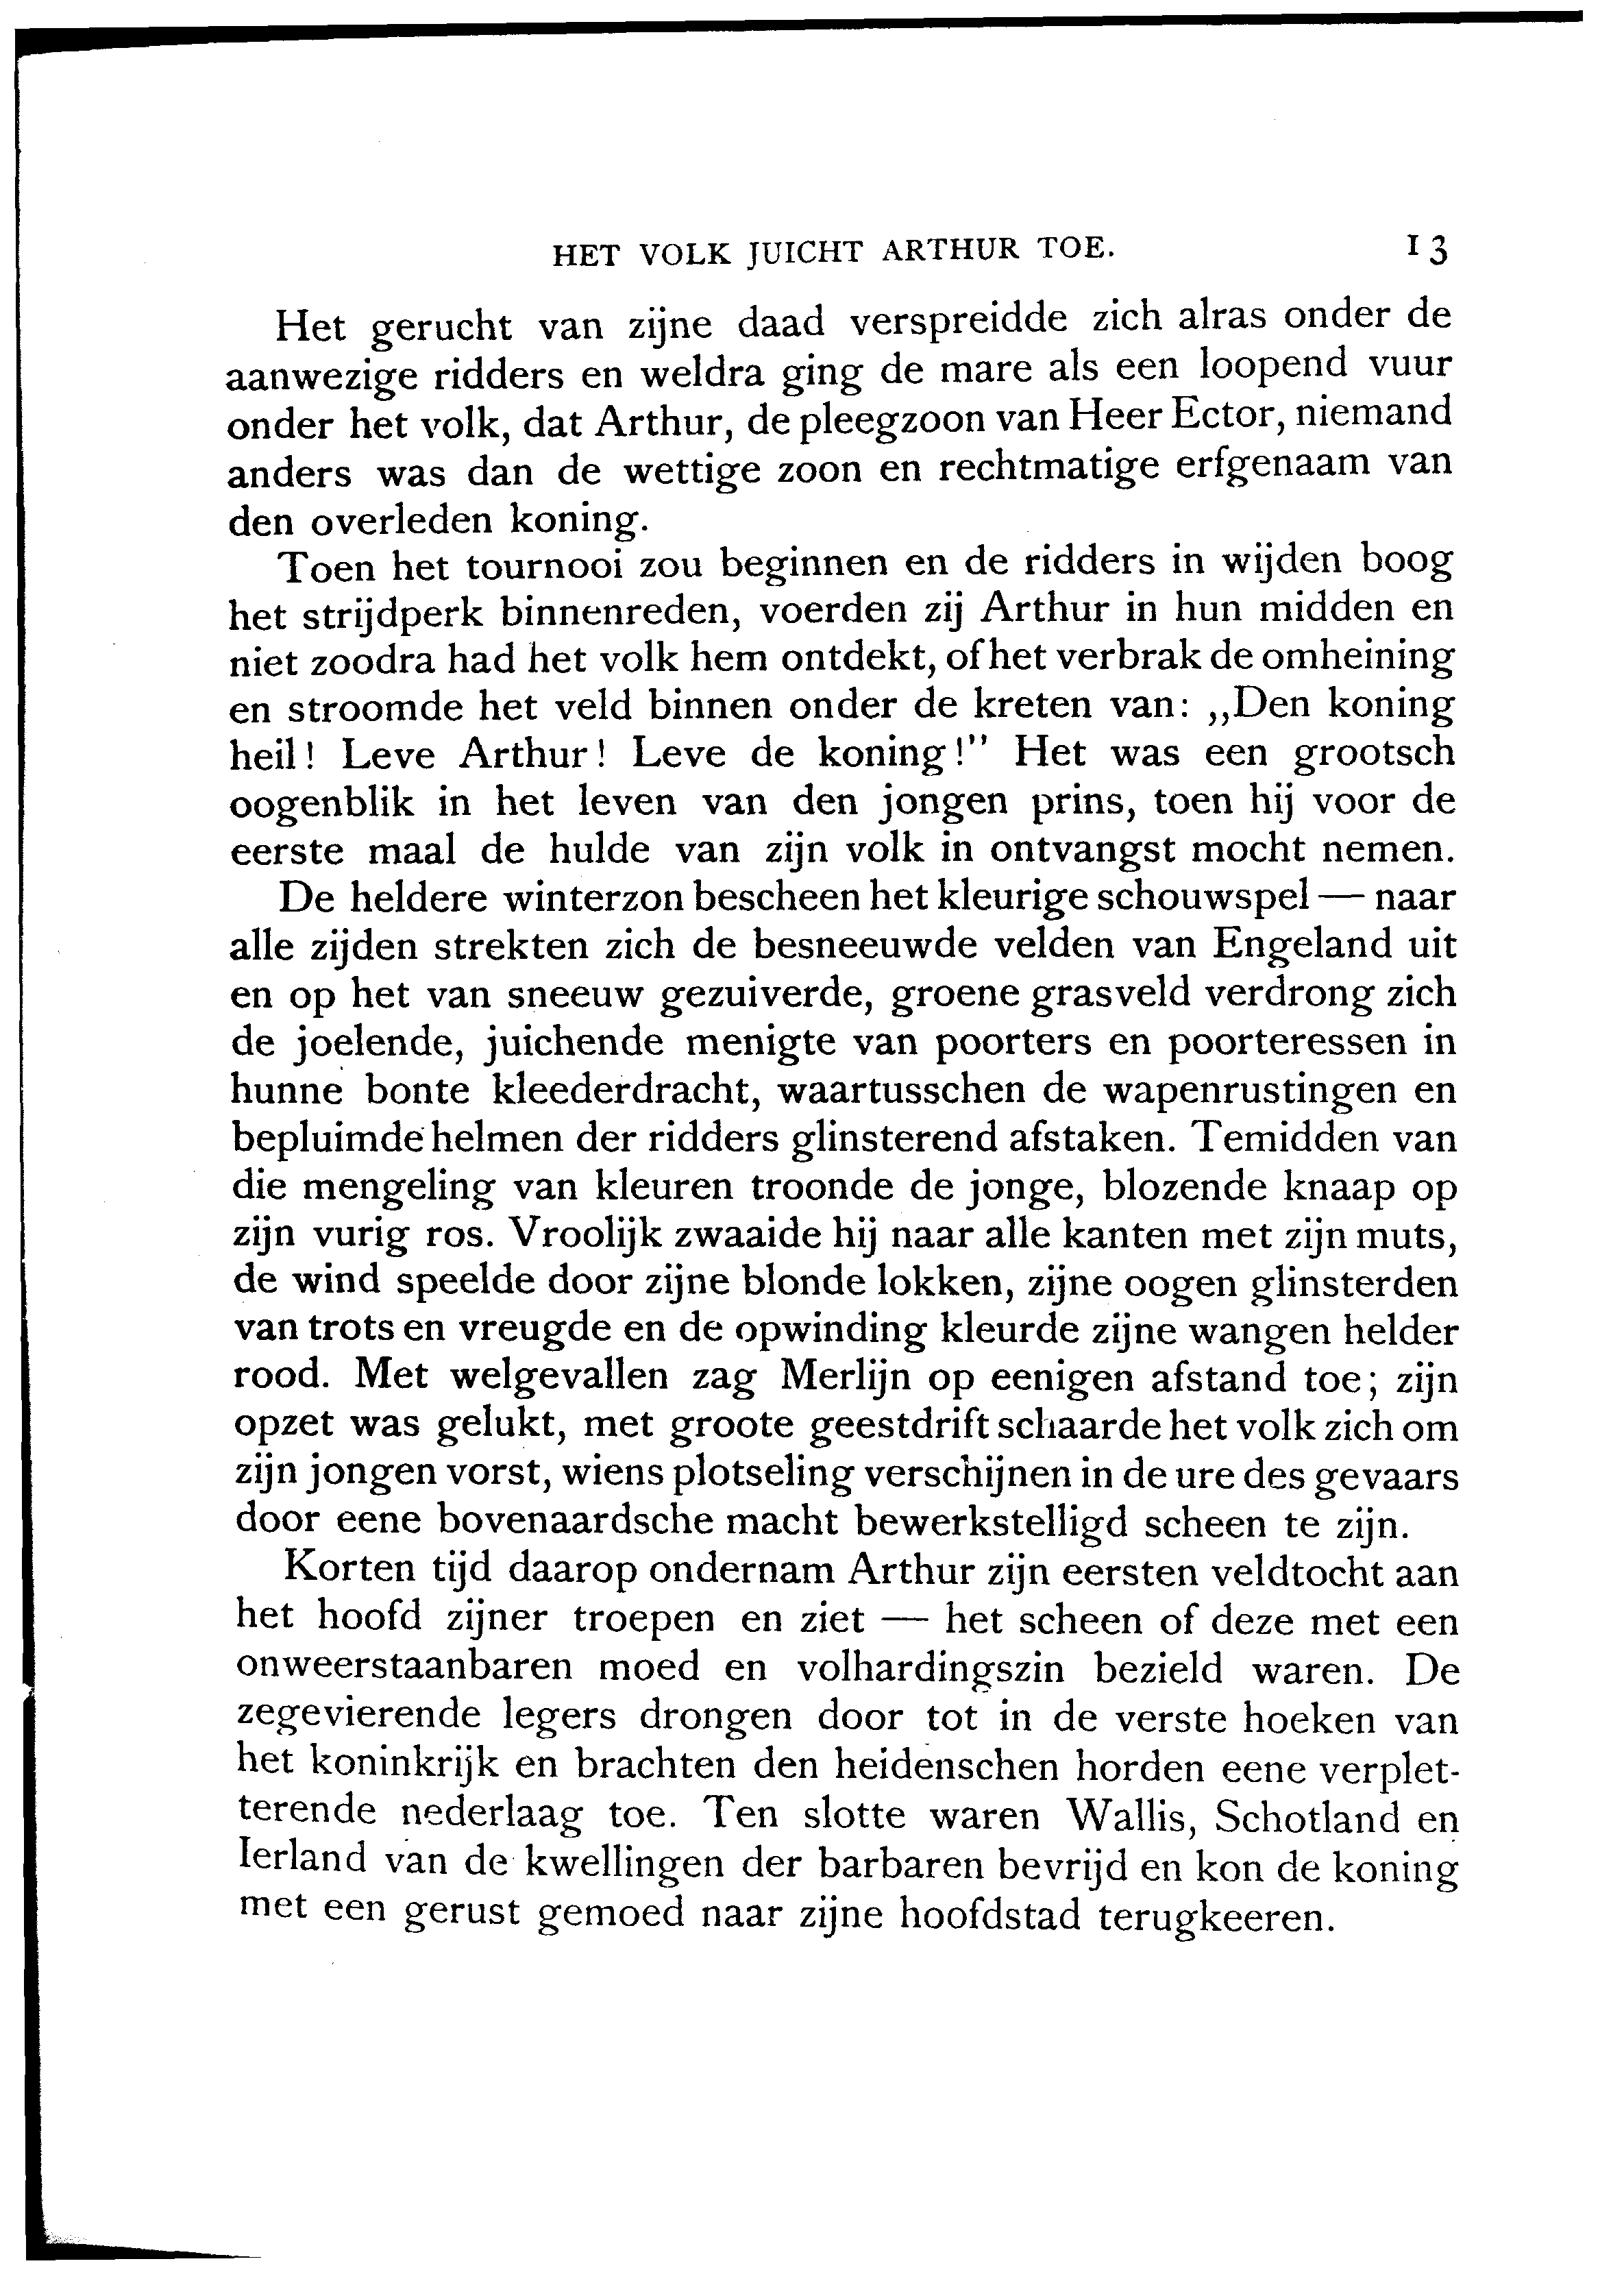 HET VOLK JUICHT ARTHUR TOE. 13
Het gerucht van zijne daad verspreidde zich alras onder de
aanwezige ridders en weldra ging de mare als een loopend vuur
onder het volk, dat Arthur, de pleegzoon van Heer Ector, niemand
anders was dan de wettige zoon en rechtmatige erfgenaam van
den overleden koning.
Toen het tournooi zou beginnen en de ridders in wijden boog
het strijdperk binnenreden, voerden zij Arthur in hun midden en
niet zoodra had het volk hem ontdekt, of het verbrak de omheining
en stroomde het veld binnen onder de kreten van: ,,Den koning
heil! Leve Arthur! Leve de koning!" Het was een grootsch
oogenblik in het leven van den jongen prins, toen hij voor de
eerste maal de hulde van zijn volk in ontvangst mocht nemen.
De heldere winterzon bescheen het kleurige schouwspel — naar
alle zijden strekten zich de besneeuwde velden van Engeland uit
en op het van sneeuw gezuiverde, groene grasveld verdrong zich
de joelende, juichende menigte van poorters en poorteressen in
hunne bonte kleederdracht, waartusschen de wapenrustingen en
bepluimde helmen der ridders glinsterend afstaken. Temidden van
die mengeling van kleuren troonde de jonge, blozende knaap op
zijn vurig ros. Vroolijk zwaaide hij naar alle kanten met zijn muts,
de wind speelde door zijne blonde lokken, zijne oogen glinsterden
van trots en vreugde en de opwinding kleurde zijne wangen helder
rood. Met welgevallen zag Merlijn op eenigen afstand toe; zijn
opzet was gelukt, met groote geestdrift schaarde het volk zich om
zijn jongen vorst, wiens plotseling verschijnen in de ure des gevaars
door eene bovenaardsche macht bewerkstelligd scheen te zijn.
Korten tijd daarop ondernam Arthur zijn eersten veldtocht aan
het hoofd zijner troepen en ziet — het scheen of deze met een
onweerstaanbaren moed en volhardingszin bezield waren. De
zegevierende legers drongen door tot in de verste hoeken van
het koninkrijk en brachten den heidenschen horden eene verplet-
terende nederlaag toe. Ten slotte waren Wallis, Schotland en
Ierland van de kwellingen der barbaren bevrijd en kon de koning
met een gerust gemoed naar zijne hoofdstad terugkeeren.